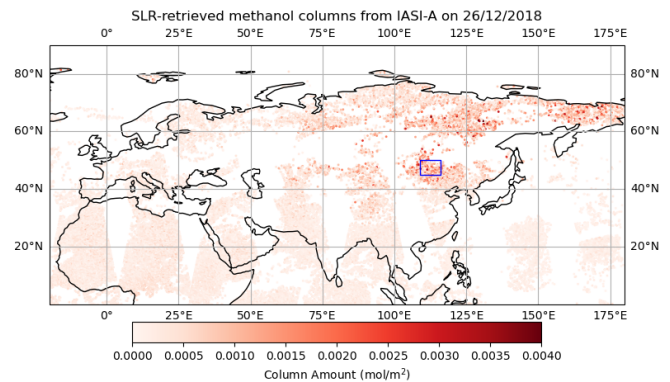 SLR-retrieved methanol columns from IASI-A on 26/12/2018
0° 25°E 50°E 75°E 100°E 125°E 150°E 175°E
80°N 80°N
60°N 60°N
40°N 40°N
20°N 20°N
0° 25°E 50°E 75°E 100°E 125°E 150°E 175°E
0.0000 0.0005 0.0010 0.0015 0.0020 0.0025 0.0030 0.0035 0.0040
Column Amount (mol/m²)